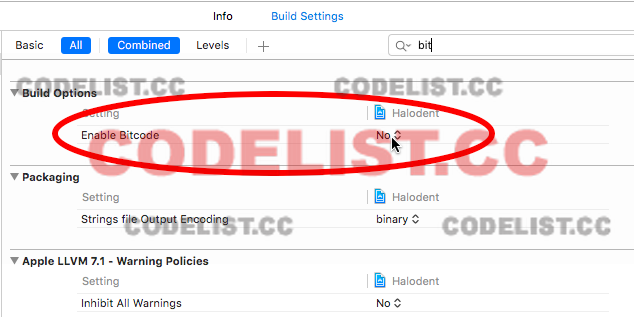 Info Build Settings
Basic All Combined Levels + bit
CODELIST.CC CODELIST.CC
Build Options
Setting Halodent
Enable Bitcode No
CODELIST.CC
Packaging
Setting Halodent
Strings file Output Encoding binary
CODELIST.CC CODELIST.CC
Apple LLVM 7.1 - Warning Policies
Setting Halodent
Inhibit All Warnings No